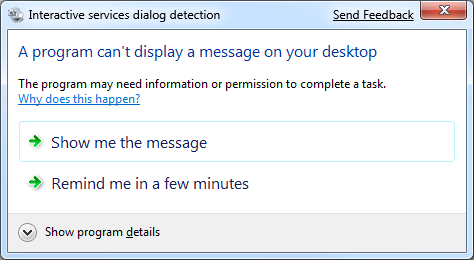 Interactive services dialog detection
Send Feedback
A program can't display a message on your desktop
The program may need information or permission to complete a task.
Why does this happen?
Show me the message
Remind me in a few minutes
Show program details